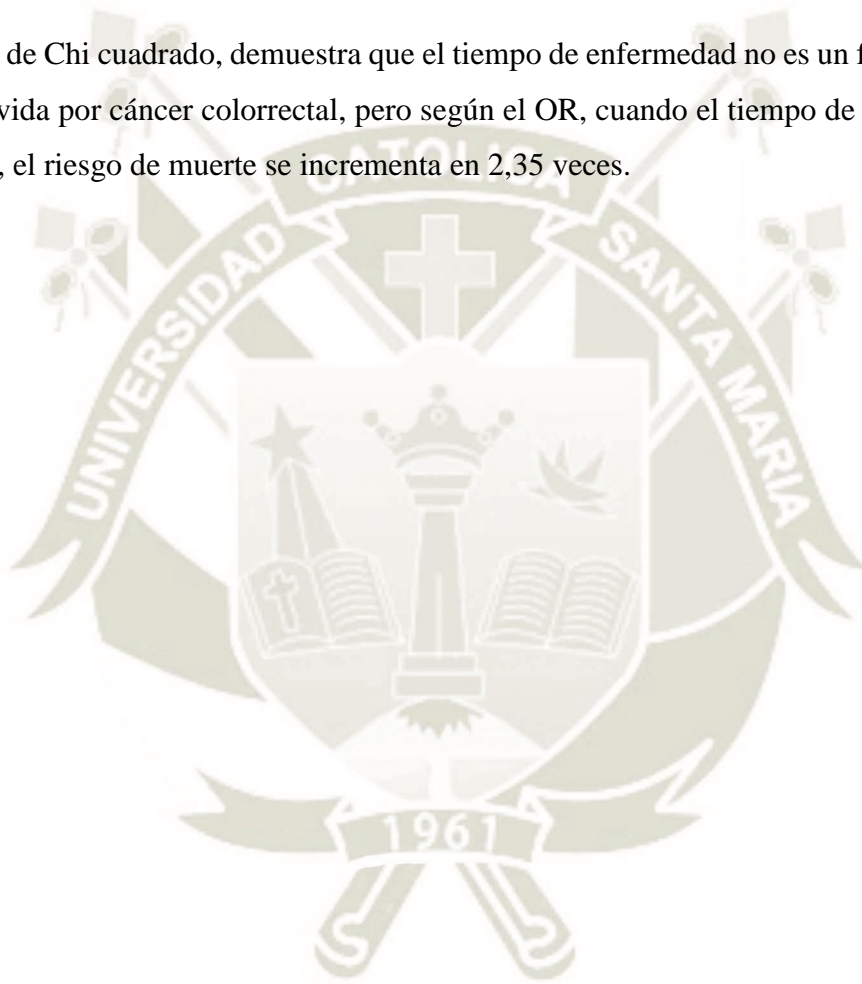 de Chi cuadrado, demuestra que el tiempo de enfermedad no es un f
vida por cáncer colorrectal, pero según el OR, cuando el tiempo de
, el riesgo de muerte se incrementa en 2,35 veces.
UNIVERSIDAD CATOLICA SANTA MARIA
1961